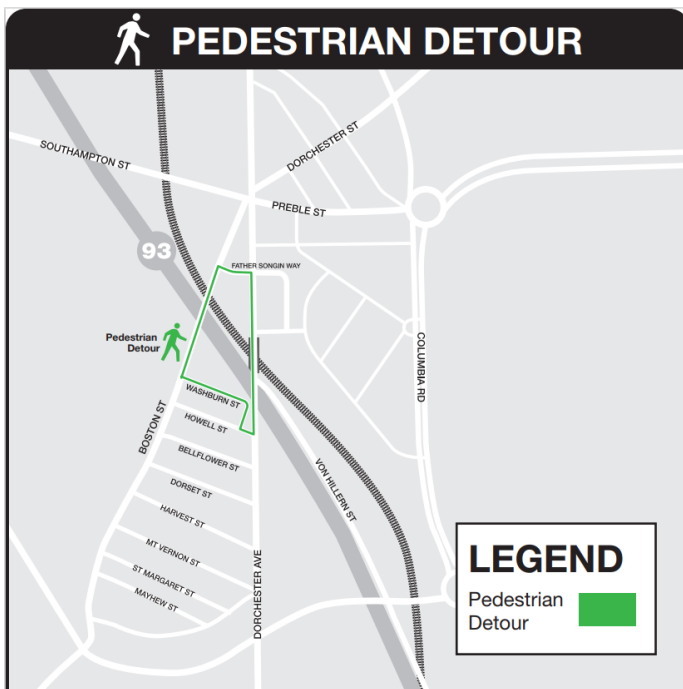 PEDESTRIAN DETOUR
SOUTHAMPTON ST
DORCHESTER ST
PREBLE ST
93
FATHER SONGIN WAY
Pedestrian
Detour
COLUMBIA RD
WASHBURN ST
BOSTON ST
HOWELL ST
BELLFLOWER ST
VON HILLERN ST
DORSET ST
HARVEST ST
MT VERNON ST
ST MARGARET ST
MAYHEW ST
DORCHESTER AVE
LEGEND
Pedestrian
Detour